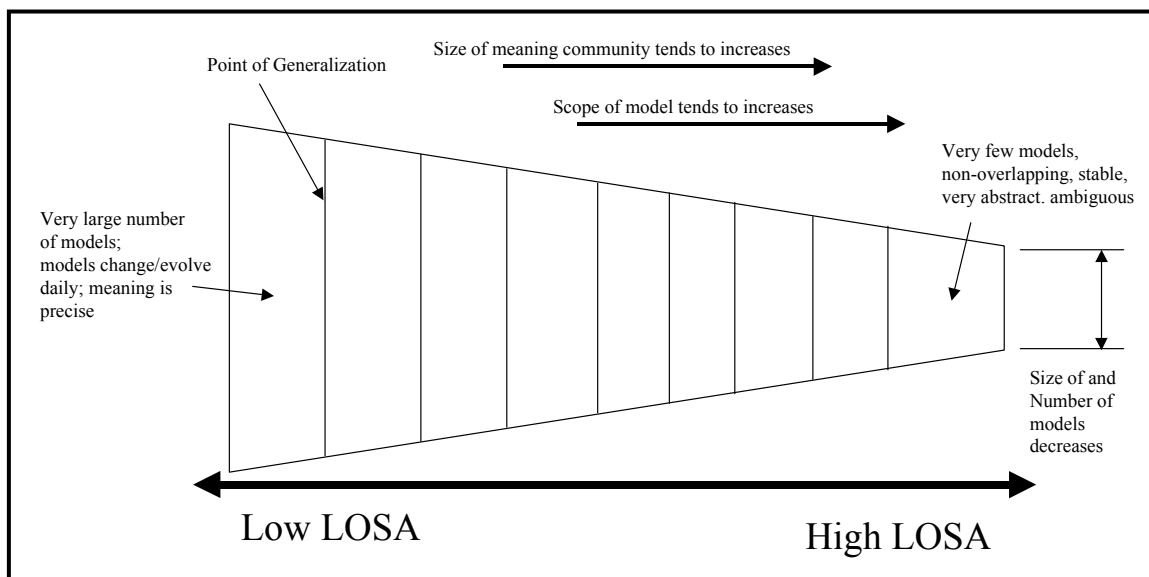 Size of meaning community tends to increases
Point of Generalization
Scope of model tends to increases
Very few models,
non-overlapping, stable,
very abstract. ambiguous
Very large number
of models;
models change/evolve
daily; meaning is
precise
Size of and
Number of
models
decreases
Low LOSA
High LOSA